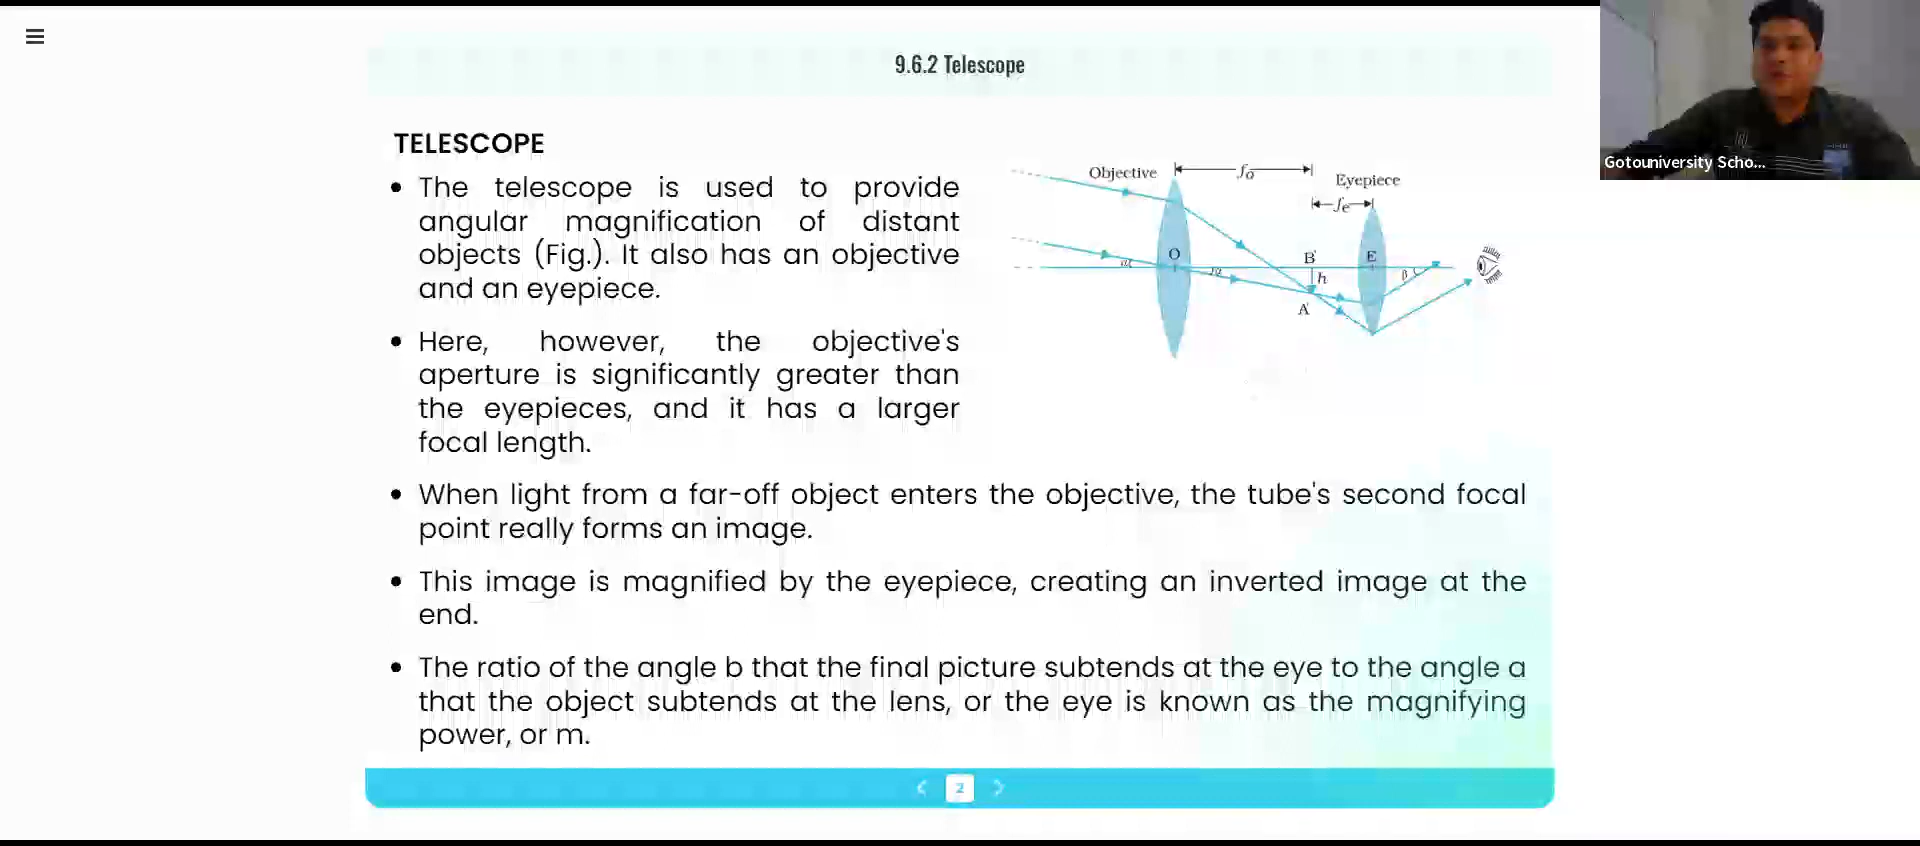 9.6.2 Telescope
Gotouniversity Scho...
TELESCOPE
• The telescope is used to provide
angular magnification of distant
objects (Fig.). It also has an objective
and an eyepiece.
• Here, however, the objective's
aperture is significantly greater than
the eyepieces, and it has a larger
focal length.
Objective
fo
Eyepiece
fe
O
B'
E
h
A'
α
α
β
• When light from a far-off object enters the objective, the tube's second focal
point really forms an image.
• This image is magnified by the eyepiece, creating an inverted image at the
end.
• The ratio of the angle b that the final picture subtends at the eye to the angle a
that the object subtends at the lens, or the eye is known as the magnifying
power, or m.
2